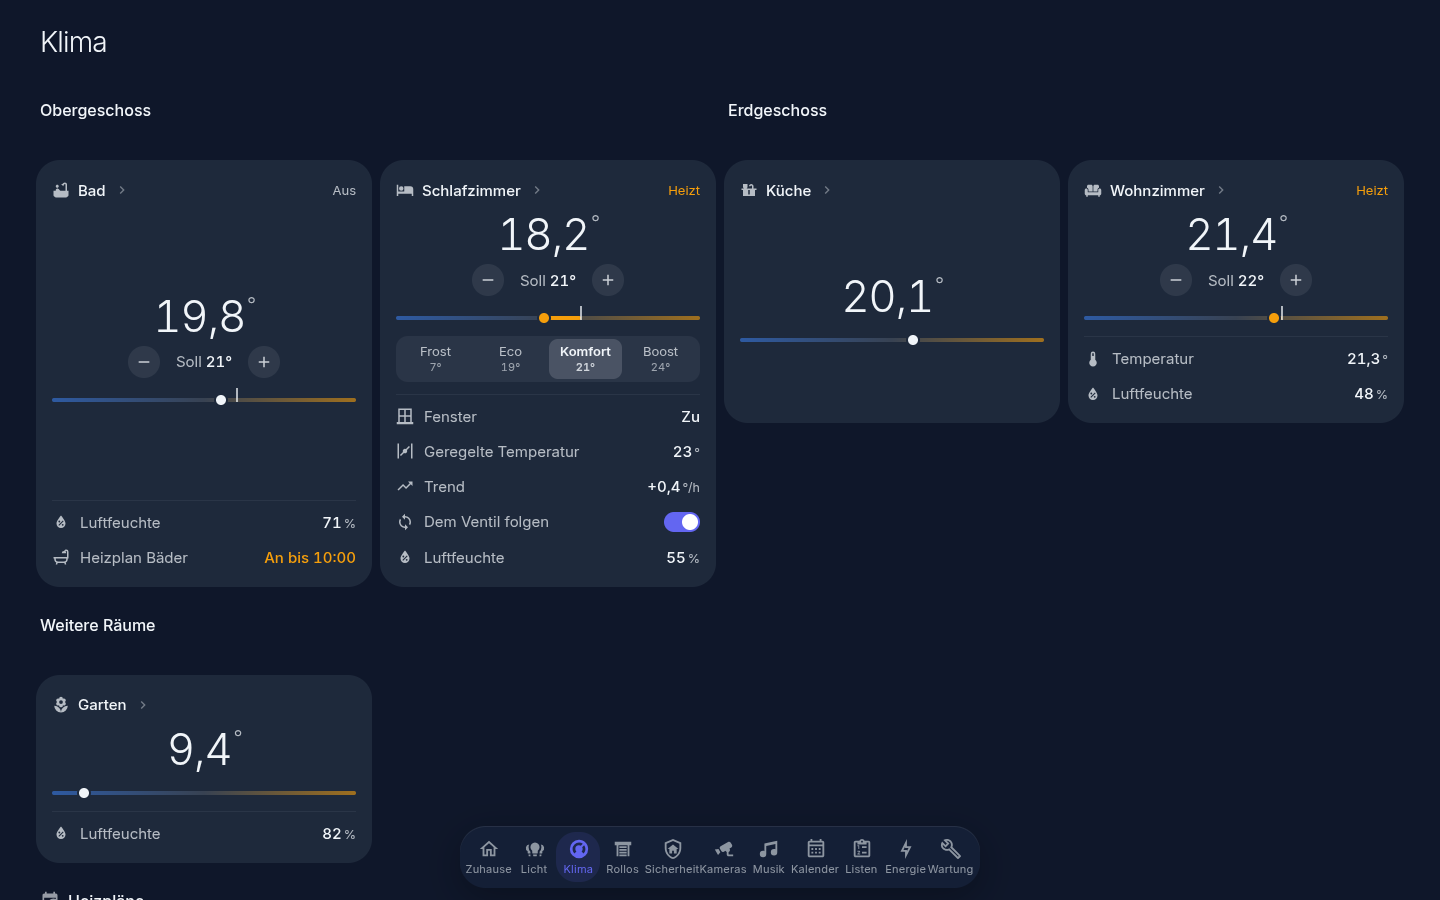 Klima
Obergeschoss
Erdgeschoss
Bad
Aus
19,8°
Soll 21°
Luftfeuchte 71 %
Heizplan Bäder An bis 10:00
Schlafzimmer
Heizt
18,2°
Soll 21°
Frost Eco Komfort Boost
7° 19° 21° 24°
Fenster Zu
Geregelte Temperatur 23 °
Trend +0,4 °/h
Dem Ventil folgen
Luftfeuchte 55 %
Küche
20,1°
Wohnzimmer
Heizt
21,4°
Soll 22°
Temperatur 21,3 °
Luftfeuchte 48 %
Weitere Räume
Garten
9,4°
Luftfeuchte 82 %
Heizpläne
Zuhause Licht Klima Rollos Sicherheit Kameras Musik Kalender Listen Energie Wartung